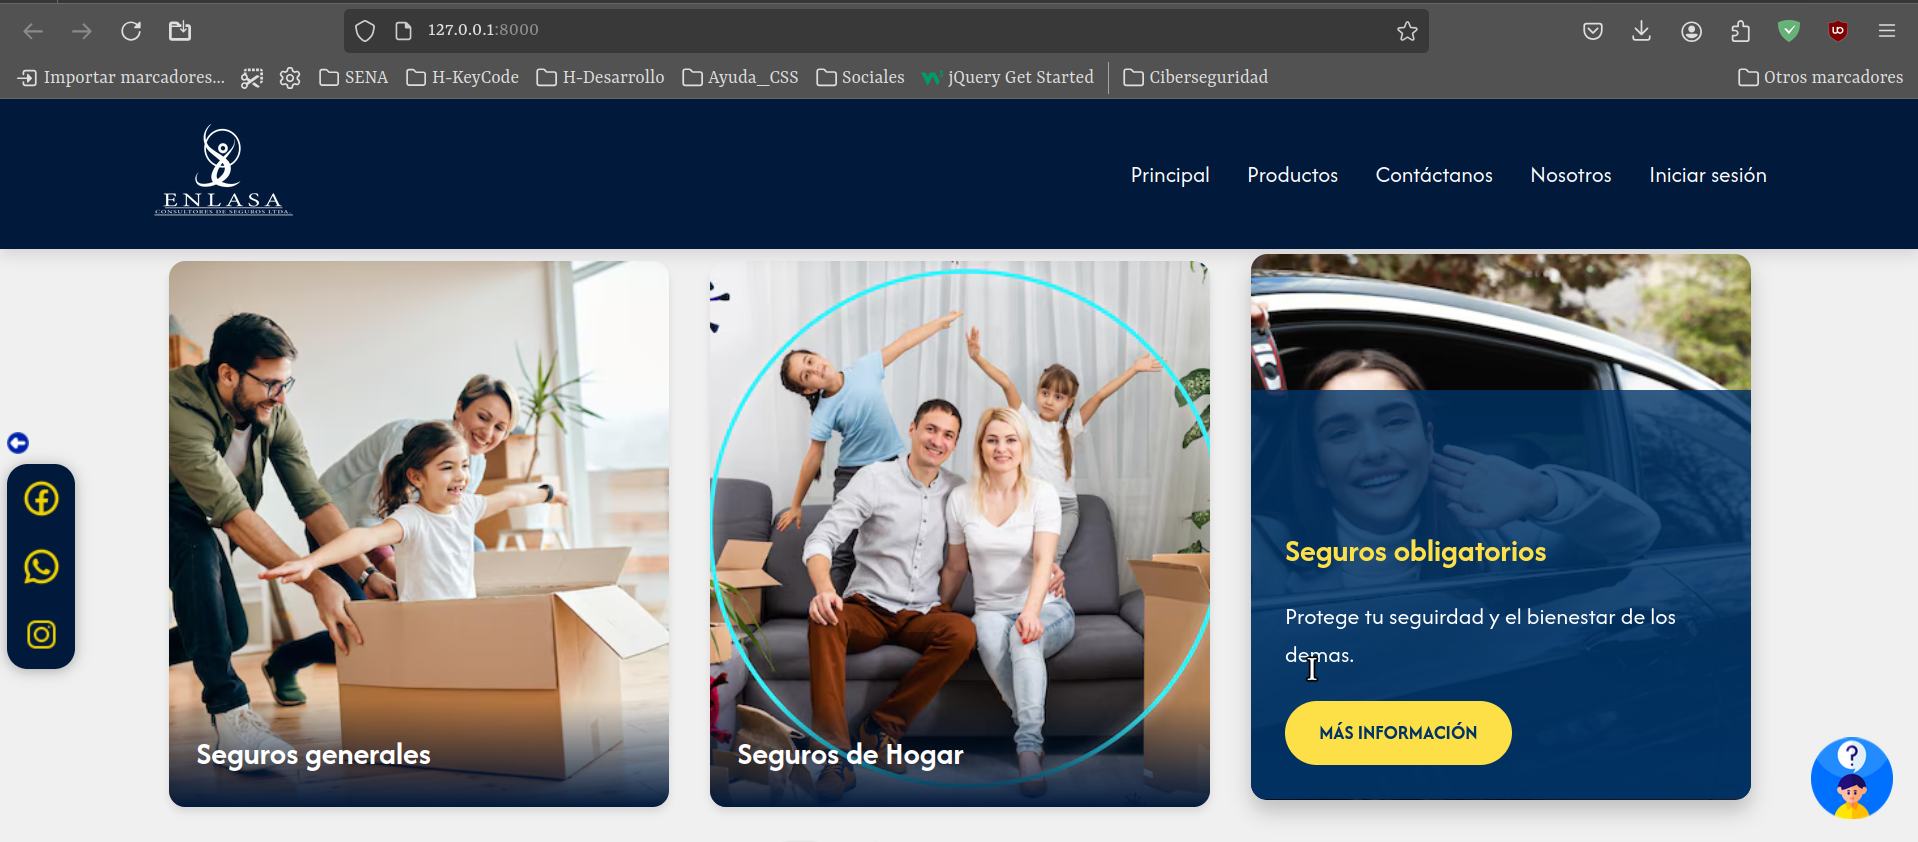 127.0.0.1:8000
Importar marcadores... SENA H-KeyCode H-Desarrollo Ayuda_CSS Sociales jQuery Get Started Ciberseguridad Otros marcadores
ENLASA
CONSULTORES DE SEGUROS LTDA.
Principal Productos Contáctanos Nosotros Iniciar sesión
Seguros generales
Seguros de Hogar
Seguros obligatorios
Protege tu seguirdad y el bienestar de los
demas.
MÁS INFORMACIÓN
?